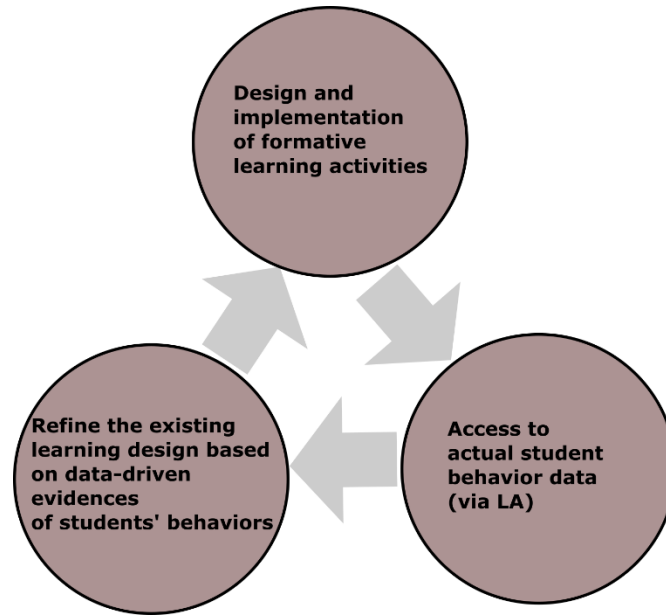 Design and
implementation
of formative
learning activities
Access to
actual student
behavior data
(via LA)
Refine the existing
learning design based
on data-driven
evidences
of students' behaviors